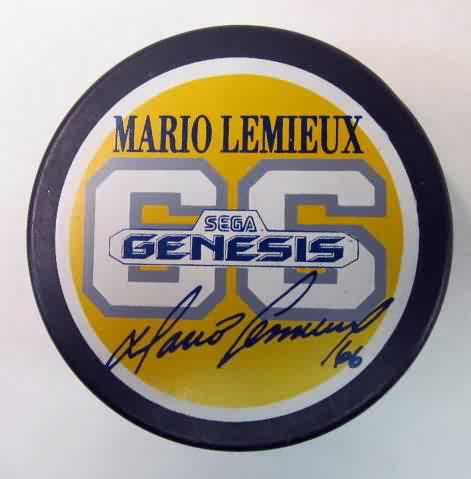 MARIO LEMIEUX
66
SEGA
GENESIS
Mario Lemieux
/66